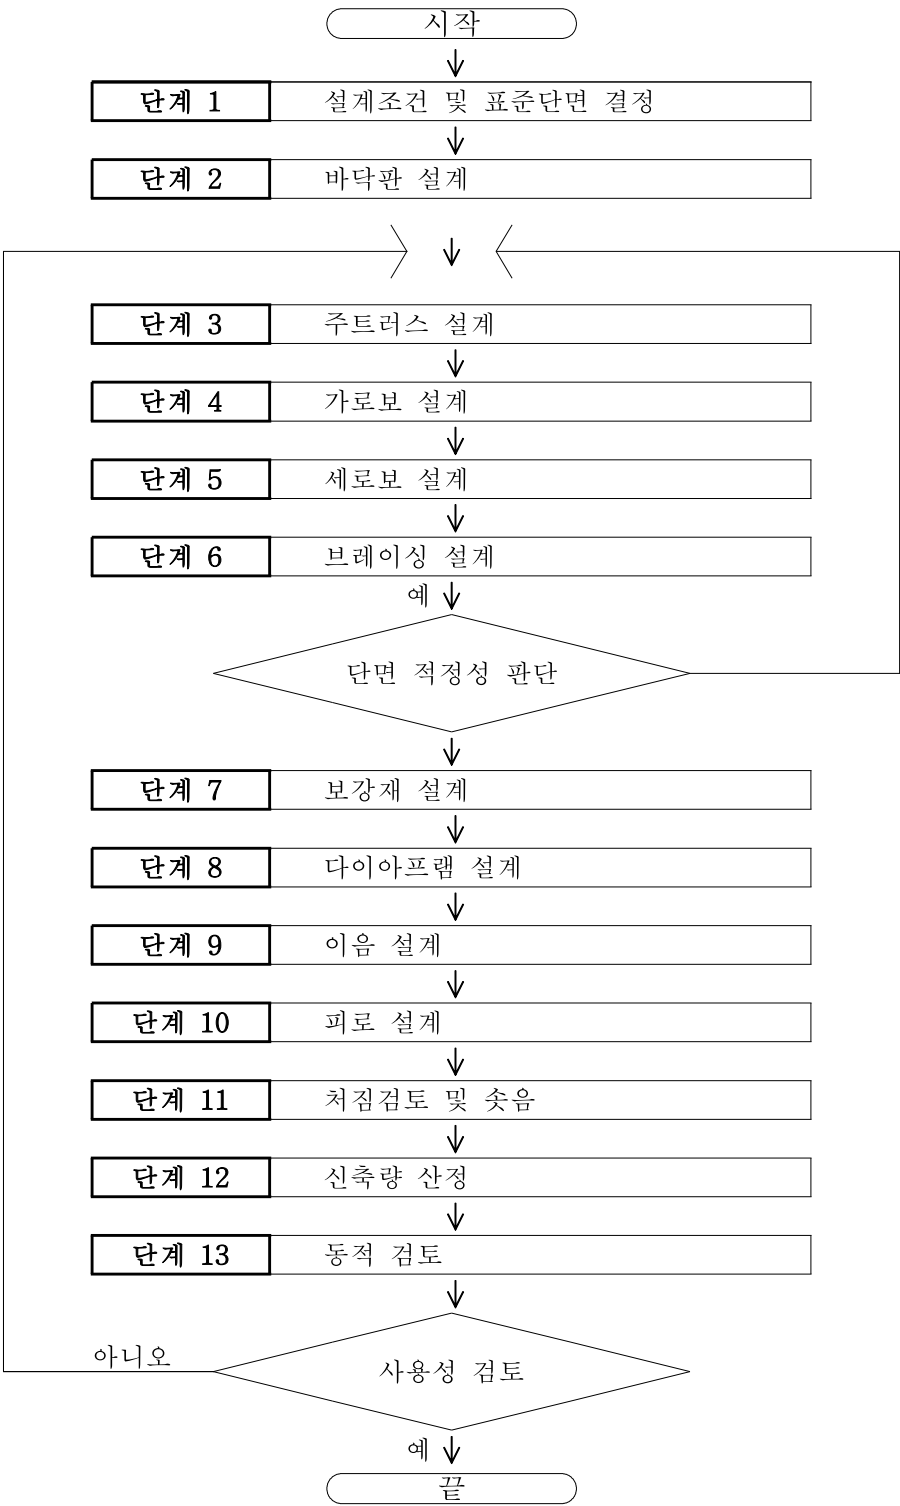 시작
단계 1 설계조건 및 표준단면 결정
단계 2 바닥판 설계
단계 3 주트러스 설계
단계 4 가로보 설계
단계 5 세로보 설계
단계 6 브레이싱 설계
예
단면 적정성 판단
단계 7 보강재 설계
단계 8 다이아프램 설계
단계 9 이음 설계
단계 10 피로 설계
단계 11 처짐검토 및 솟음
단계 12 신축량 산정
단계 13 동적 검토
아니오
사용성 검토
예
끝